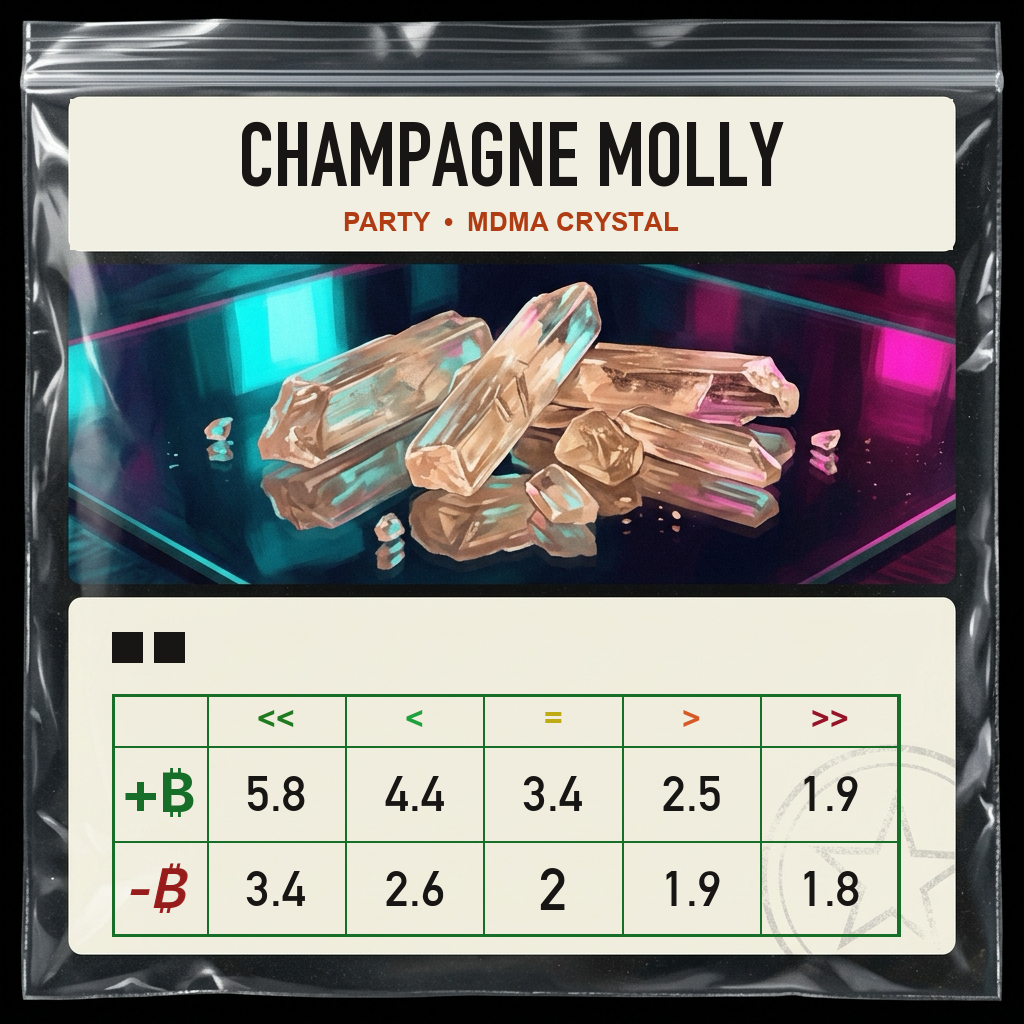 CHAMPAGNE MOLLY
PARTY • MDMA CRYSTAL
<< < = > >>
+₿ 5.8 4.4 3.4 2.5 1.9
-₿ 3.4 2.6 2 1.9 1.8